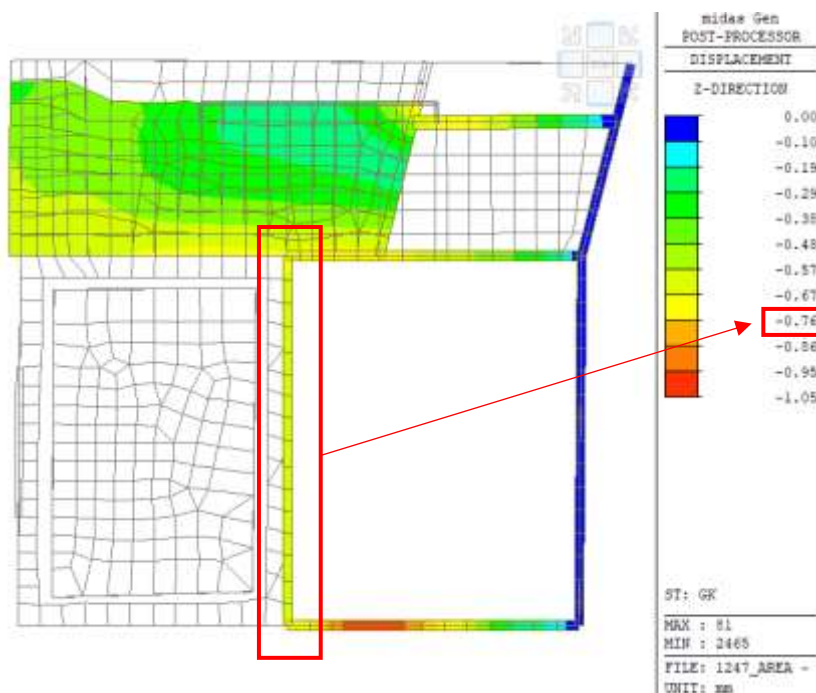 midas Gen
POST-PROCESSOR
DISPLACEMENT
Z-DIRECTION
0.00
-0.10
-0.19
-0.29
-0.38
-0.48
-0.57
-0.67
-0.76
-0.86
-0.95
-1.05
ST: GK
MAX : 81
MIN : 2465
FILE: 1247_AREA -
UNIT: mm